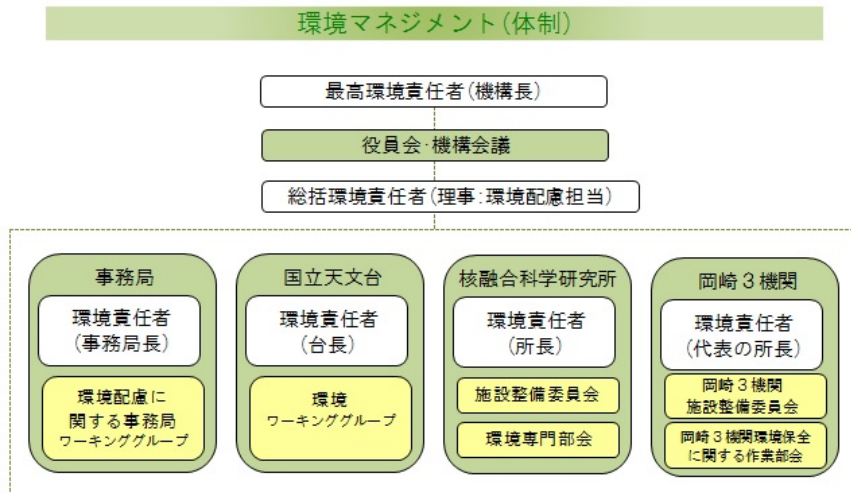 環境マネジメント(体制)
最高環境責任者(機構長)
役員会・機構会議
総括環境責任者(理事:環境配慮担当)
事務局
環境責任者
(事務局長)
環境配慮に
関する事務局
ワーキンググループ
国立天文台
環境責任者
(台長)
環境
ワーキンググループ
核融合科学研究所
環境責任者
(所長)
施設整備委員会
環境専門部会
岡崎3機関
環境責任者
(代表の所長)
岡崎3機関
施設整備委員会
岡崎3機関環境保全
に関する作業部会